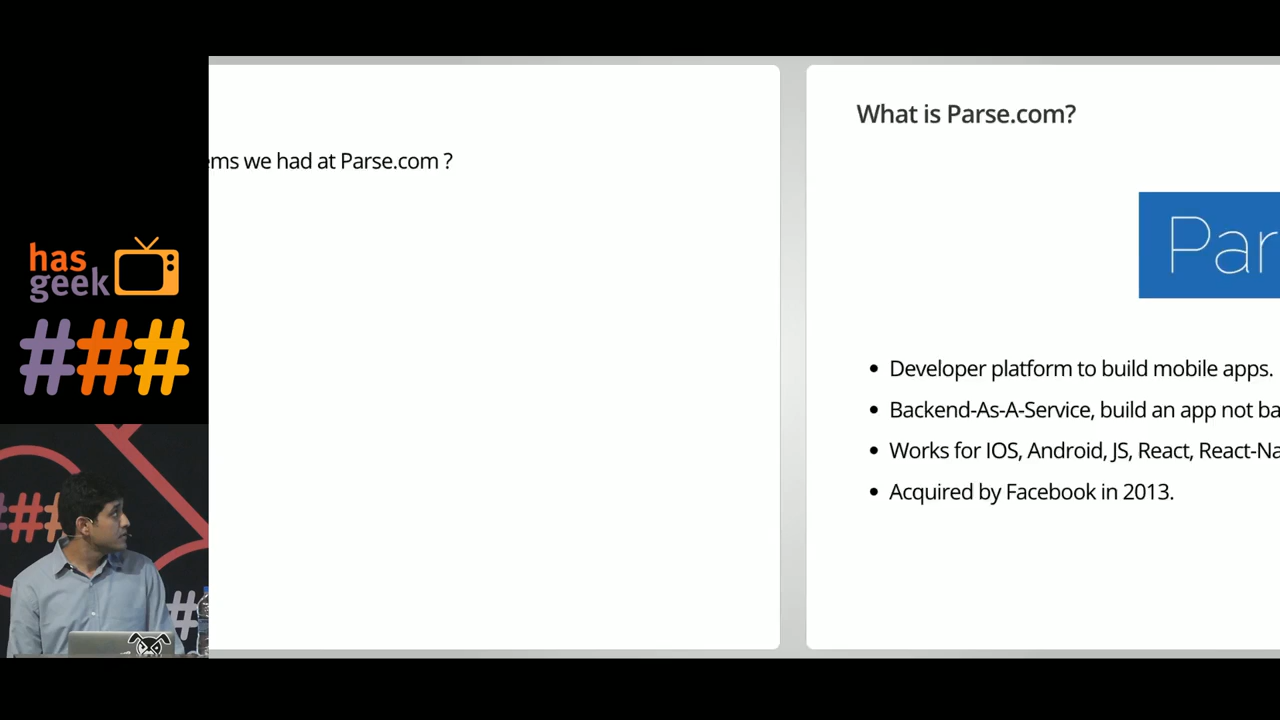 ems we had at Parse.com ?
What is Parse.com?
Par
Developer platform to build mobile apps.
Backend-As-A-Service, build an app not ba
Works for IOS, Android, JS, React, React-Na
Acquired by Facebook in 2013.
has
geek
###
###
#